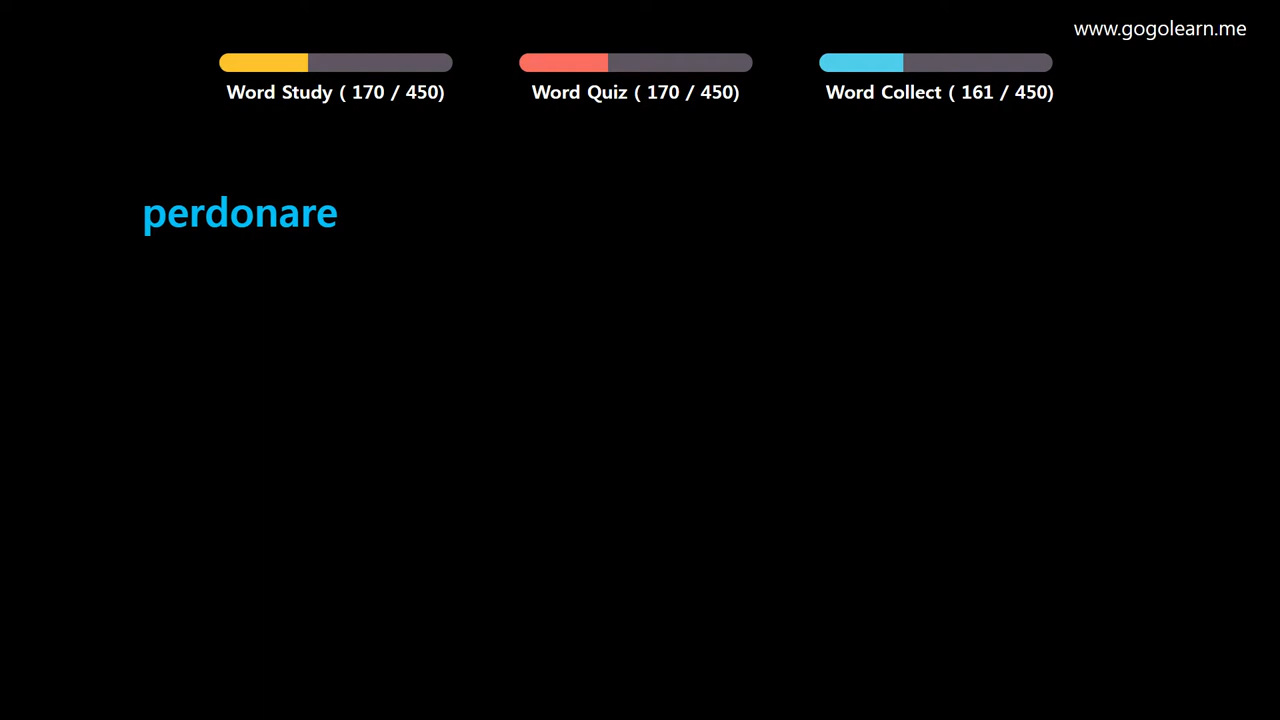 www.gogolearn.me
Word Study ( 170 / 450)
Word Quiz ( 170 / 450)
Word Collect ( 161 / 450)
perdonare